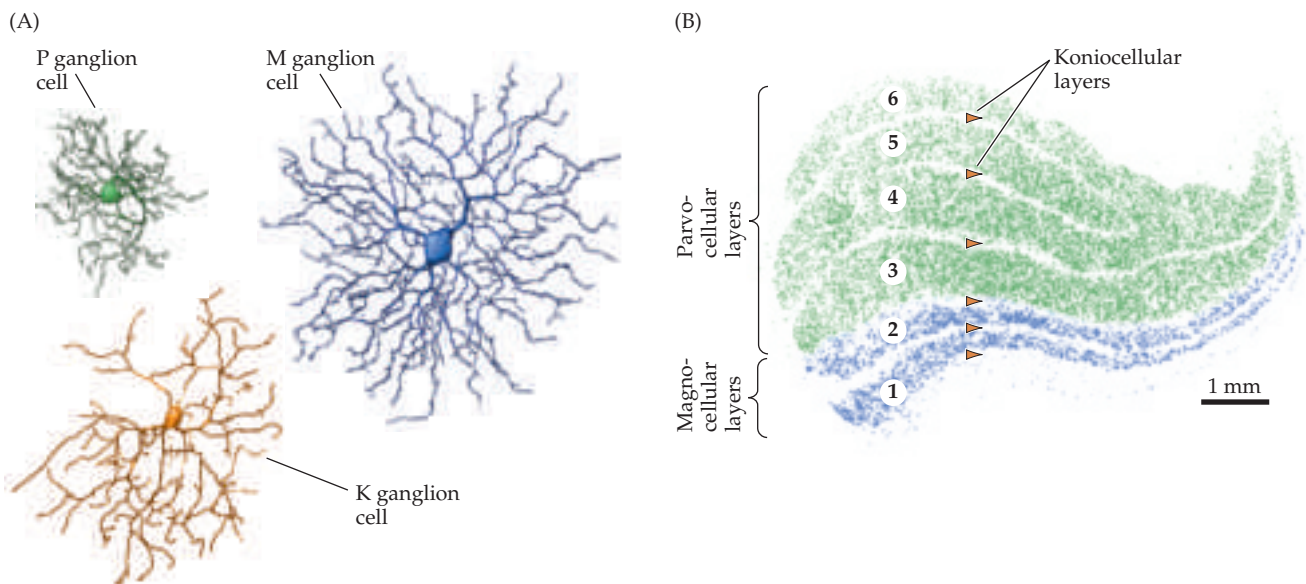 (A)
P ganglion
cell
M ganglion
cell
K ganglion
cell
(B)
Koniocellular
layers
Parvo-
cellular
layers
Magno-
cellular
layers
6
5
4
3
2
1
1 mm